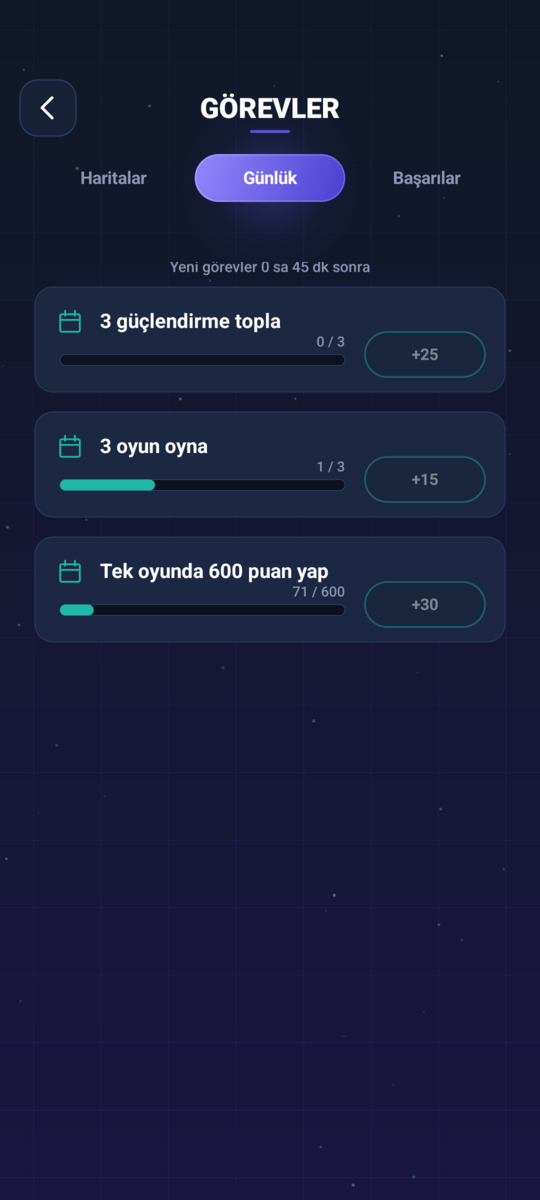 GÖREVLER
Haritalar
Günlük
Başarılar
Yeni görevler 0 sa 45 dk sonra
3 güçlendirme topla
0 / 3
+25
3 oyun oyna
1 / 3
+15
Tek oyunda 600 puan yap
71 / 600
+30